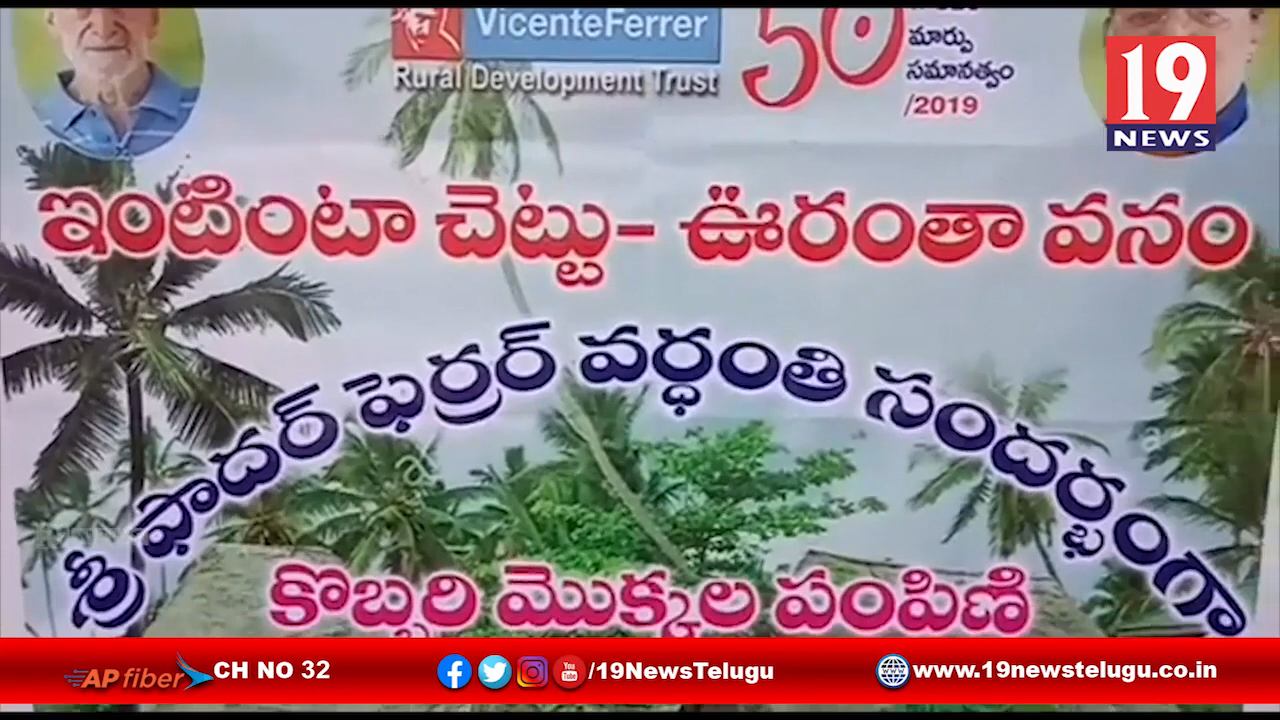 VicenteFerrer
Rural Development Trust
50
మార్పు
సమానత్వం
/2019
19
NEWS
ఇంటింటా చెట్టు- ఊరంతా వనం
శ్రీ ఫాదర్ ఫెర్రర్ వర్ధంతి సందర్భంగా
కొబ్బరి మొక్కల పంపిణి
AP fiber CH NO 32
/19NewsTelugu
www.19newstelugu.co.in